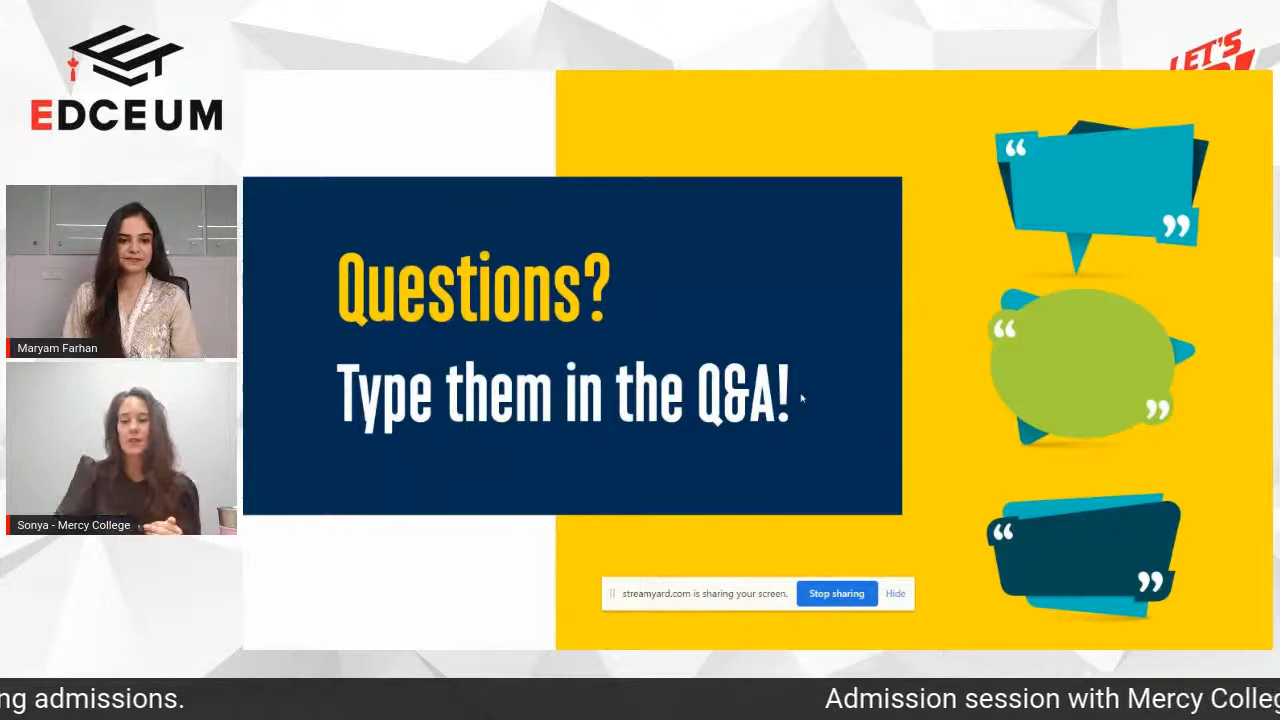 EDCEUM
LET'S
Maryam Farhan
Sonya - Mercy College
Questions?
Type them in the Q&A!
“
”
“
”
“
”
streamyard.com is sharing your screen.
Stop sharing
Hide
ng admissions.
Admission session with Mercy Colleg